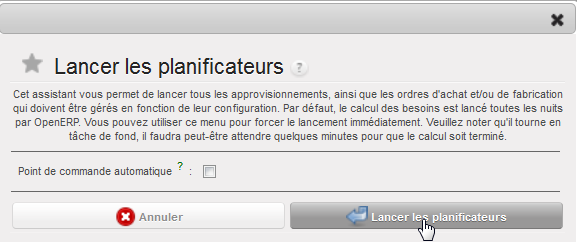 Lancer les planificateurs ?
Cet assistant vous permet de lancer tous les approvisionnements, ainsi que les ordres d'achat et/ou de fabrication
qui doivent être gérés en fonction de leur configuration. Par défaut, le calcul des besoins est lancé toutes les nuits
par OpenERP. Vous pouvez utiliser ce menu pour forcer le lancement immédiatement. Veuillez noter qu'il tourne en
tâche de fond, il faudra peut-être attendre quelques minutes pour que le calcul soit terminé.
Point de commande automatique ? :
Annuler
Lancer les planificateurs